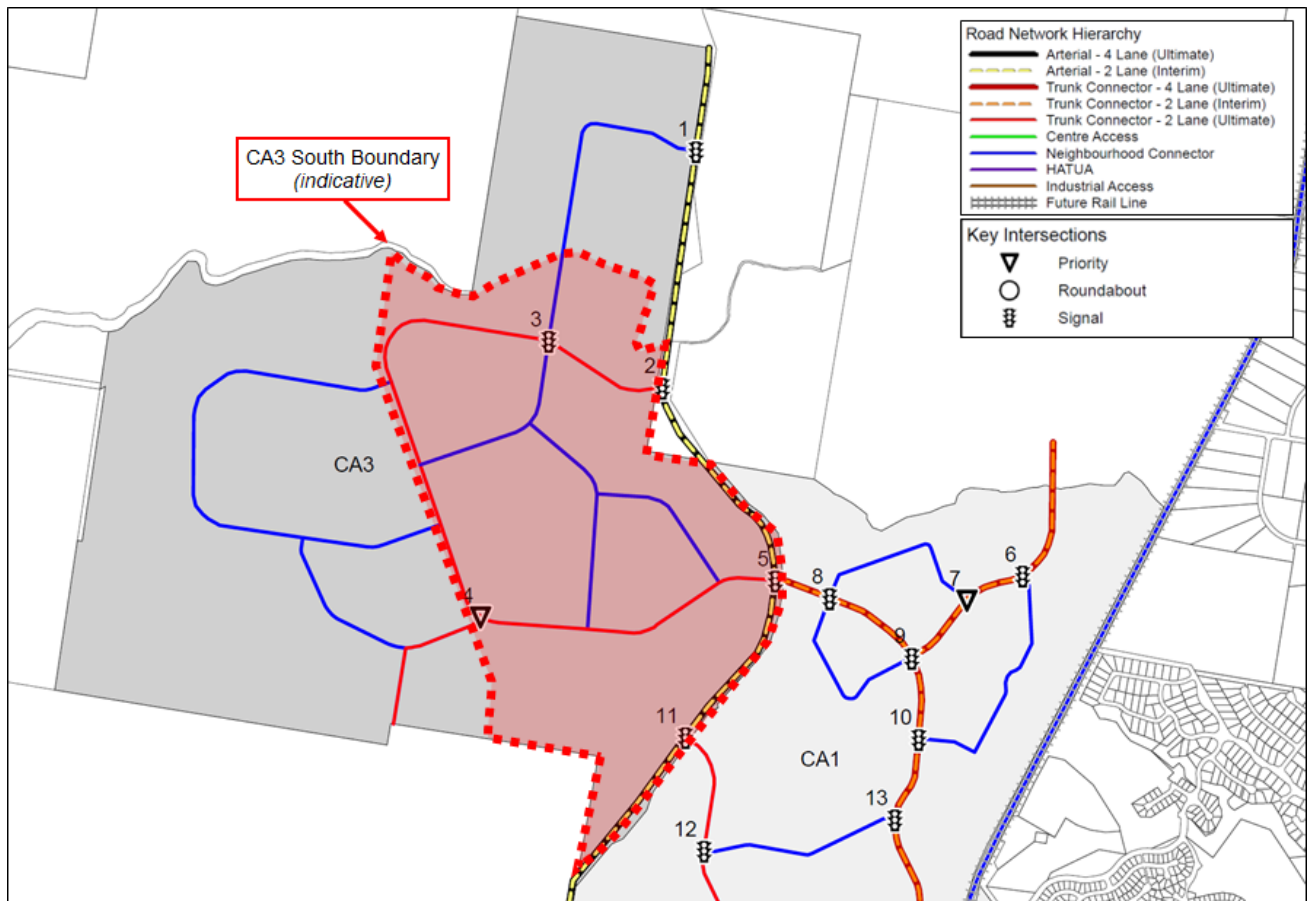 Road Network Hierarchy
Arterial - 4 Lane (Ultimate)
Arterial - 2 Lane (Interim)
Trunk Connector - 4 Lane (Ultimate)
Trunk Connector - 2 Lane (Interim)
Trunk Connector - 2 Lane (Ultimate)
Centre Access
Neighbourhood Connector
HATUA
Industrial Access
Future Rail Line
Key Intersections
Priority
Roundabout
Signal
CA3 South Boundary
(indicative)
1
3
2
CA3
5
8
7
6
4
9
11
10
CA1
13
12